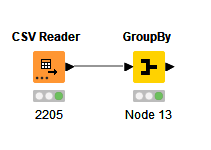 CSV Reader
GroupBy
2205
Node 13